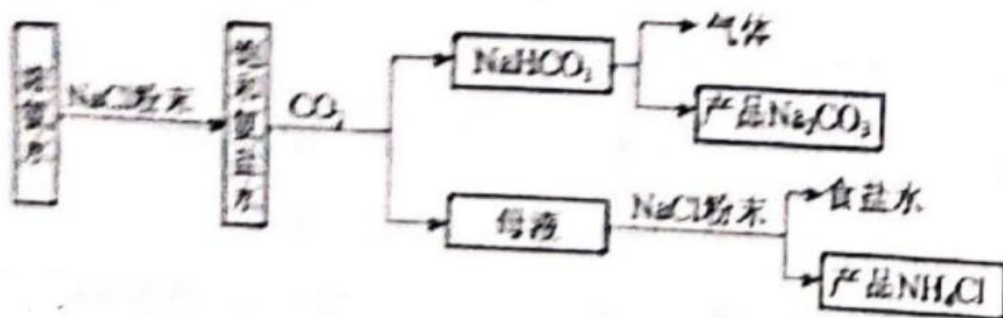 浓氨水
NaCl粉末
饱和氨盐水
CO₂
NaHCO₃
气体
产品Na₂CO₃
母液
NaCl粉末
食盐水
产品NH₄Cl